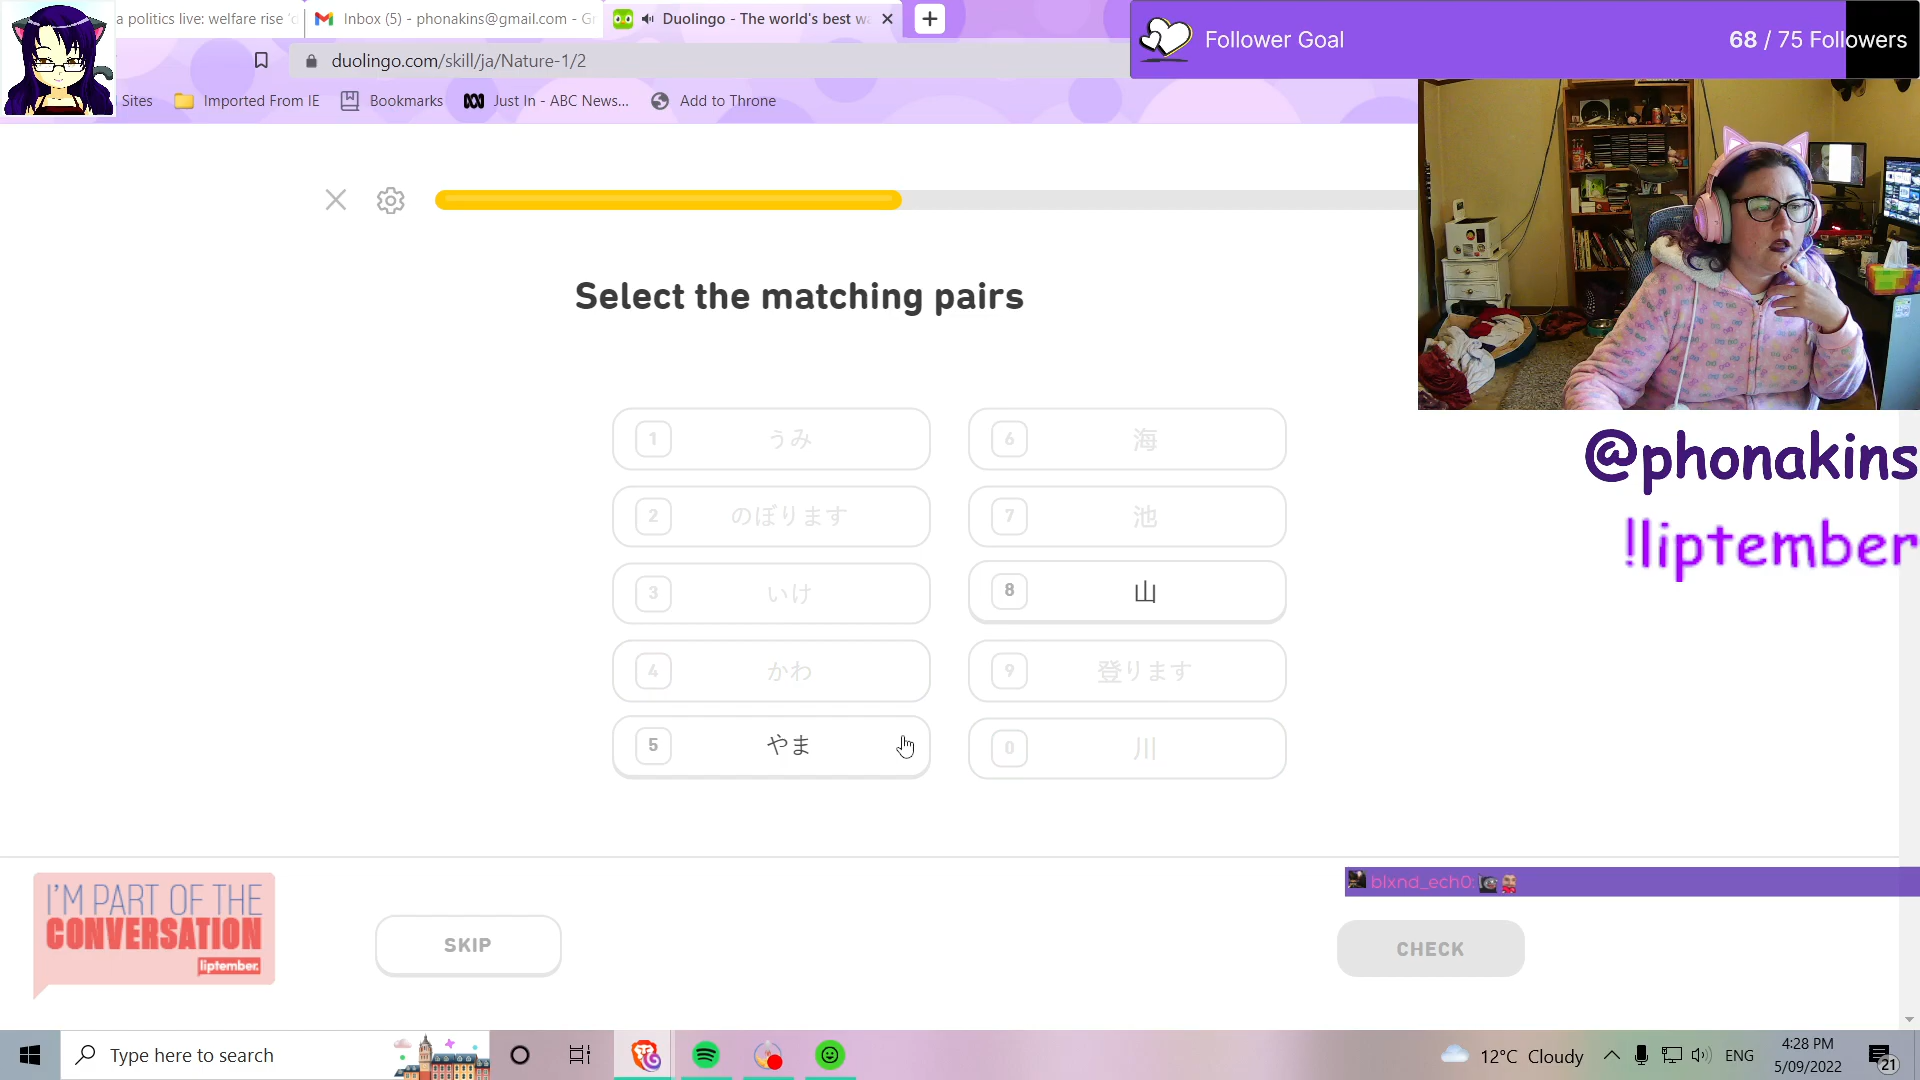 a politics live: welfare rise 'o
Inbox (5) - phonakins@gmail.com - G
Duolingo - The world's best wa
Follower Goal
68 / 75 Followers
duolingo.com/skill/ja/Nature-1/2
Sites
Imported From IE
Bookmarks
Just In - ABC News...
Add to Throne
Select the matching pairs
1 うみ
6 海
2 のぼります
7 池
3 いけ
8 山
4 かわ
9 登ります
5 やま
0 川
@phonakins
!liptember
blxnd_ech0:
I'M PART OF THE
CONVERSATION
liptember.
SKIP
CHECK
Type here to search
12°C Cloudy
ENG
4:28 PM
5/09/2022
21